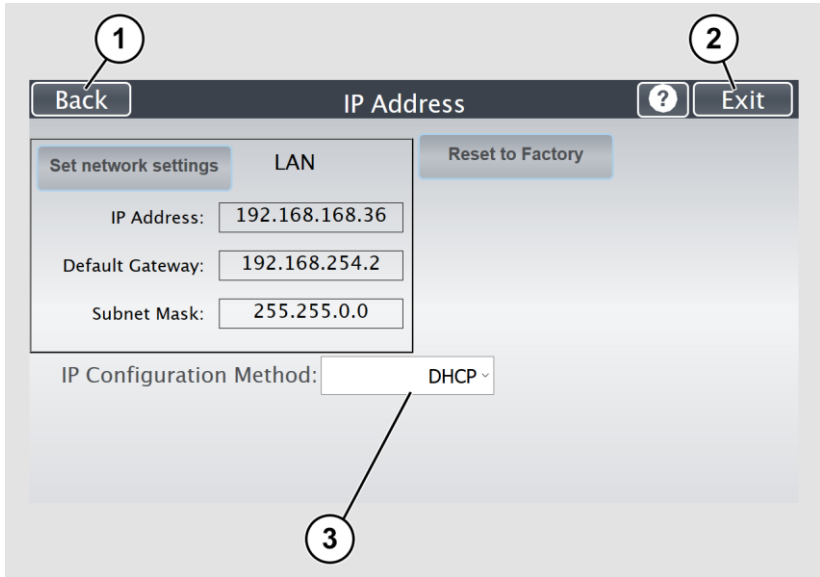 1
2
Back
IP Address
?
Exit
Set network settings
LAN
Reset to Factory
IP Address:
192.168.168.36
Default Gateway:
192.168.254.2
Subnet Mask:
255.255.0.0
IP Configuration Method:
DHCP
3